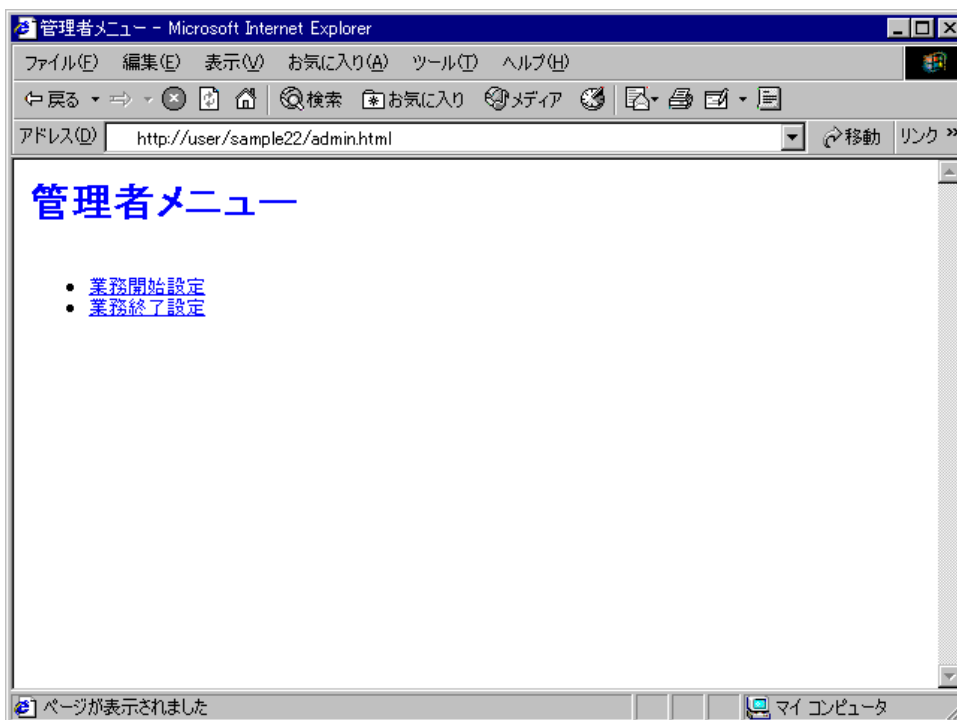 管理者メニュー - Microsoft Internet Explorer
ファイル(F) 編集(E) 表示(V) お気に入り(A) ツール(T) ヘルプ(H)
戻る 検索 お気に入り メディア
アドレス(D) http://user/sample22/admin.html 移動 リンク »
管理者メニュー
• 業務開始設定
• 業務終了設定
ページが表示されました マイ コンピュータ